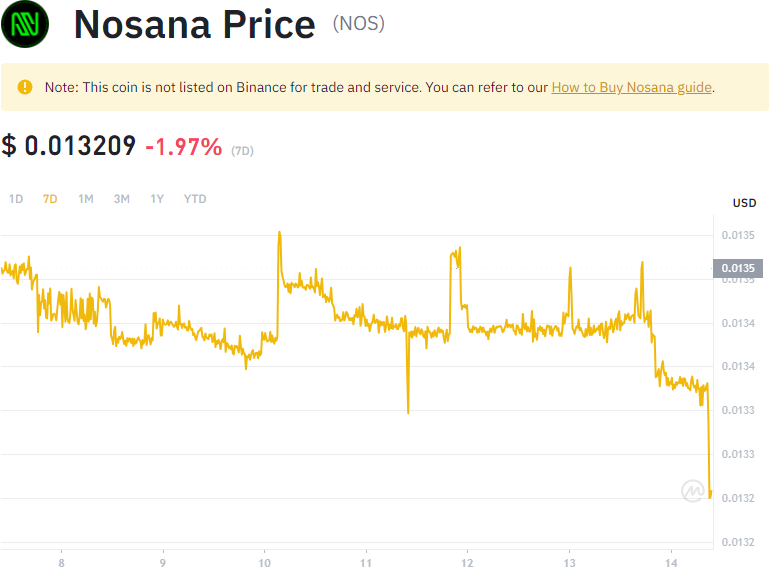 Nosana Price (NOS)
Note: This coin is not listed on Binance for trade and service. You can refer to our How to Buy Nosana guide.
$ 0.013209 -1.97% (7D)
1D 7D 1M 3M 1Y YTD
USD
0.0135
0.0135
0.0135
0.0134
0.0134
0.0133
0.0133
0.0132
0.0132
8 9 10 11 12 13 14